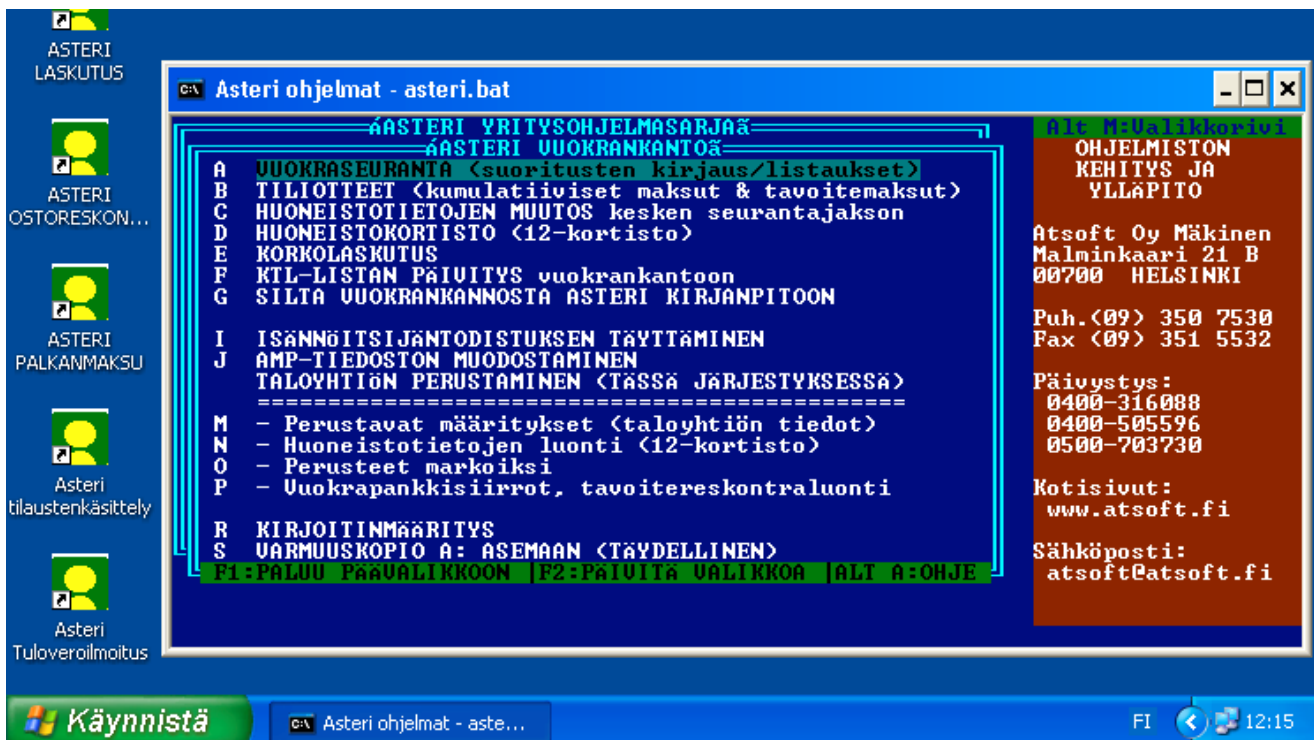 ASTERI
LASKUTUS
ASTERI
OSTORESKON...
ASTERI
PALKANMAKSU
Asteri
tilaustenkäsittely
Asteri
Tuloveroilmoitus
Asteri ohjelmat - asteri.bat
áASTERI YRITYSOHJELMASARJAã
áASTERI VUOKRANKANTOã
A VUOKRASEURANTA (suoritusten kirjaus/listaukset)
B TILIOTTEET (kumulatiiviset maksut & tavoitemaksut)
C HUONEISTOTIETOJEN MUUTOS kesken seurantajakson
D HUONEISTOKORTISTO (12-kortisto)
E KORKOLASKUTUS
F KTL-LISTAN PÄIVITYS vuokrankantoon
G SILTA VUOKRANKANNOSTA ASTERI KIRJANPITOON
I ISÄNNÖITSIJÄNTODISTUKSEN TÄYTTÄMINEN
J AMP-TIEDOSTON MUODOSTAMINEN
TALOYHTIÖN PERUSTAMINEN (TÄSSÄ JÄRJESTYKSESSÄ)
================================================
M - Perustavat määritykset (taloyhtiön tiedot)
N - Huoneistotietojen luonti (12-kortisto)
O - Perusteet markoiksi
P - Vuokrapankkisiirrot, tavoitereskontraluonti
R KIRJOITINMÄÄRITYS
S VARMUUSKOPIO A: ASEMAAN (TÄYDELLINEN)
F1:PALUU PÄÄVALIKKOON |F2:PÄIVITÄ VALIKKOA |ALT A:OHJE
Alt M:Valikkorivi
OHJELMISTON
KEHITYS JA
YLLÄPITO
Atsoft Oy Mäkinen
Malminkaari 21 B
00700 HELSINKI
Puh.(09) 350 7530
Fax (09) 351 5532
Päivystys:
0400-316088
0400-505596
0500-703730
Kotisivut:
www.atsoft.fi
Sähköposti:
atsoft@atsoft.fi
Käynnistä
Asteri ohjelmat - aste...
FI
12:15